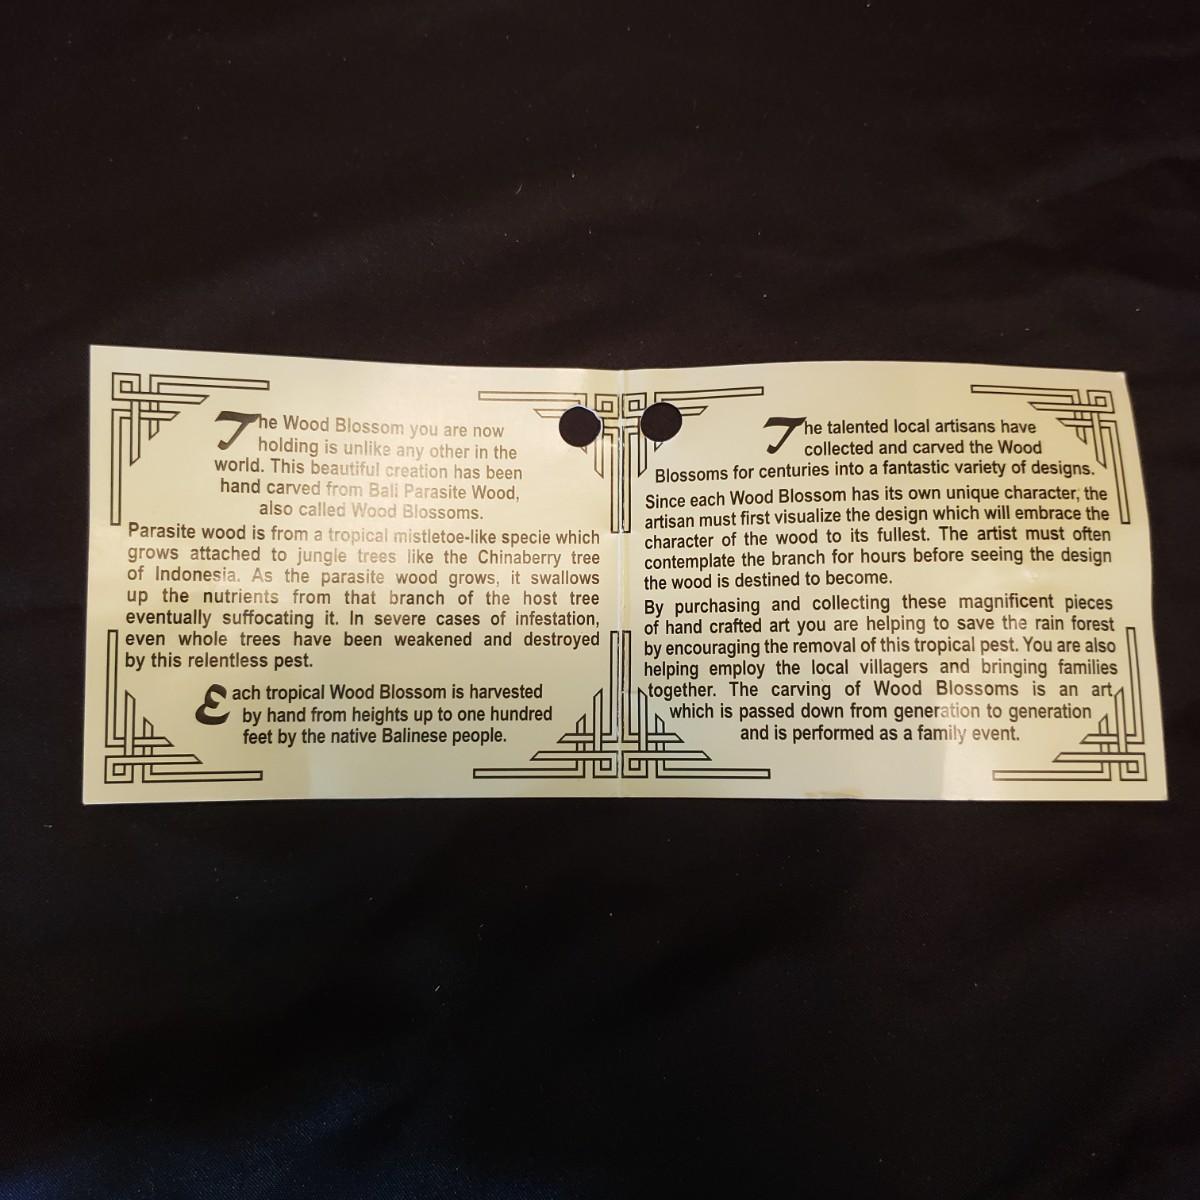 The Wood Blossom you are now
holding is unlike any other in the
world. This beautiful creation has been
hand carved from Bali Parasite Wood,
also called Wood Blossoms.
Parasite wood is from a tropical mistletoe-like specie which
grows attached to jungle trees like the Chinaberry tree
of Indonesia. As the parasite wood grows, it swallows
up the nutrients from that branch of the host tree
eventually suffocating it. In severe cases of infestation,
even whole trees have been weakened and destroyed
by this relentless pest.
Each tropical Wood Blossom is harvested
by hand from heights up to one hundred
feet by the native Balinese people.
The talented local artisans have
collected and carved the Wood
Blossoms for centuries into a fantastic variety of designs.
Since each Wood Blossom has its own unique character, the
artisan must first visualize the design which will embrace the
character of the wood to its fullest. The artist must often
contemplate the branch for hours before seeing the design
the wood is destined to become.
By purchasing and collecting these magnificent pieces
of hand crafted art you are helping to save the rain forest
by encouraging the removal of this tropical pest. You are also
helping employ the local villagers and bringing families
together. The carving of Wood Blossoms is an art
which is passed down from generation to generation
and is performed as a family event.